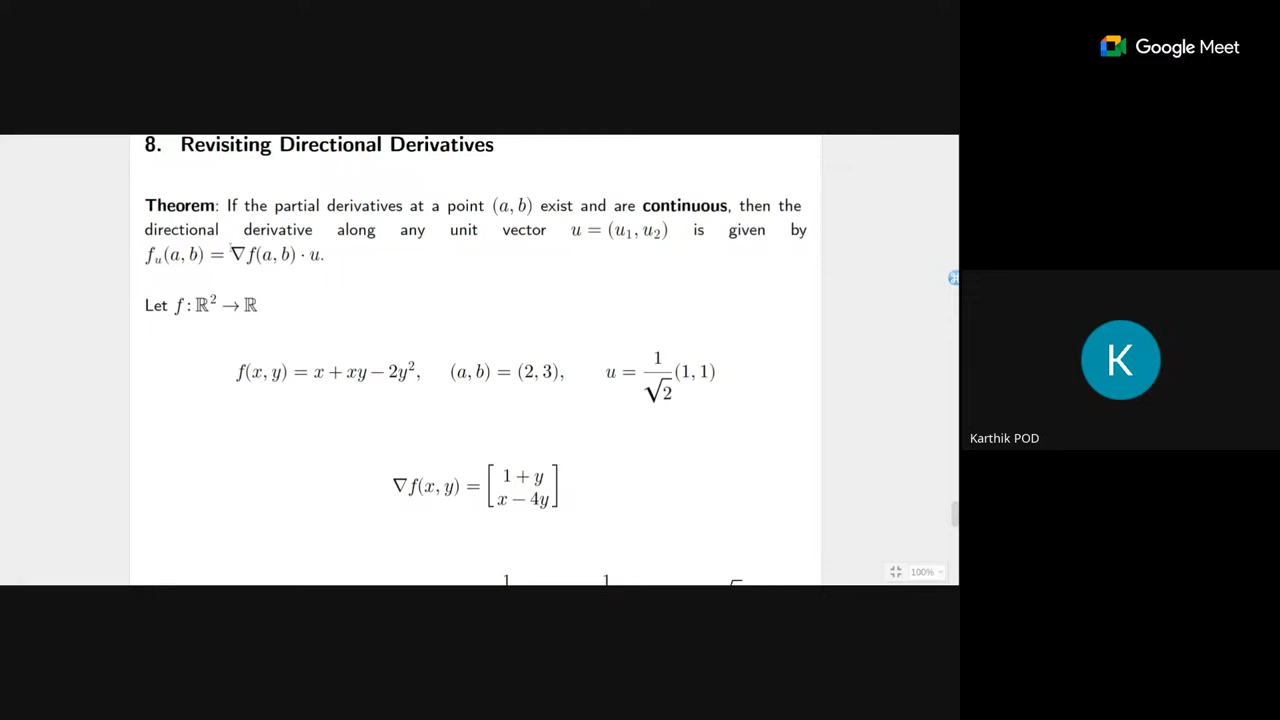 Google Meet
8. Revisiting Directional Derivatives
Theorem: If the partial derivatives at a point (a, b) exist and are continuous, then the
directional derivative along any unit vector u = (u₁, u₂) is given by
fᵤ(a, b) = ∇f(a, b) · u.
Let f : ℝ² → ℝ
f(x, y) = x + xy − 2y², (a, b) = (2, 3), u = 1/√2 (1, 1)
∇f(x, y) = [1 + y
x − 4y]
100%
K
Karthik POD